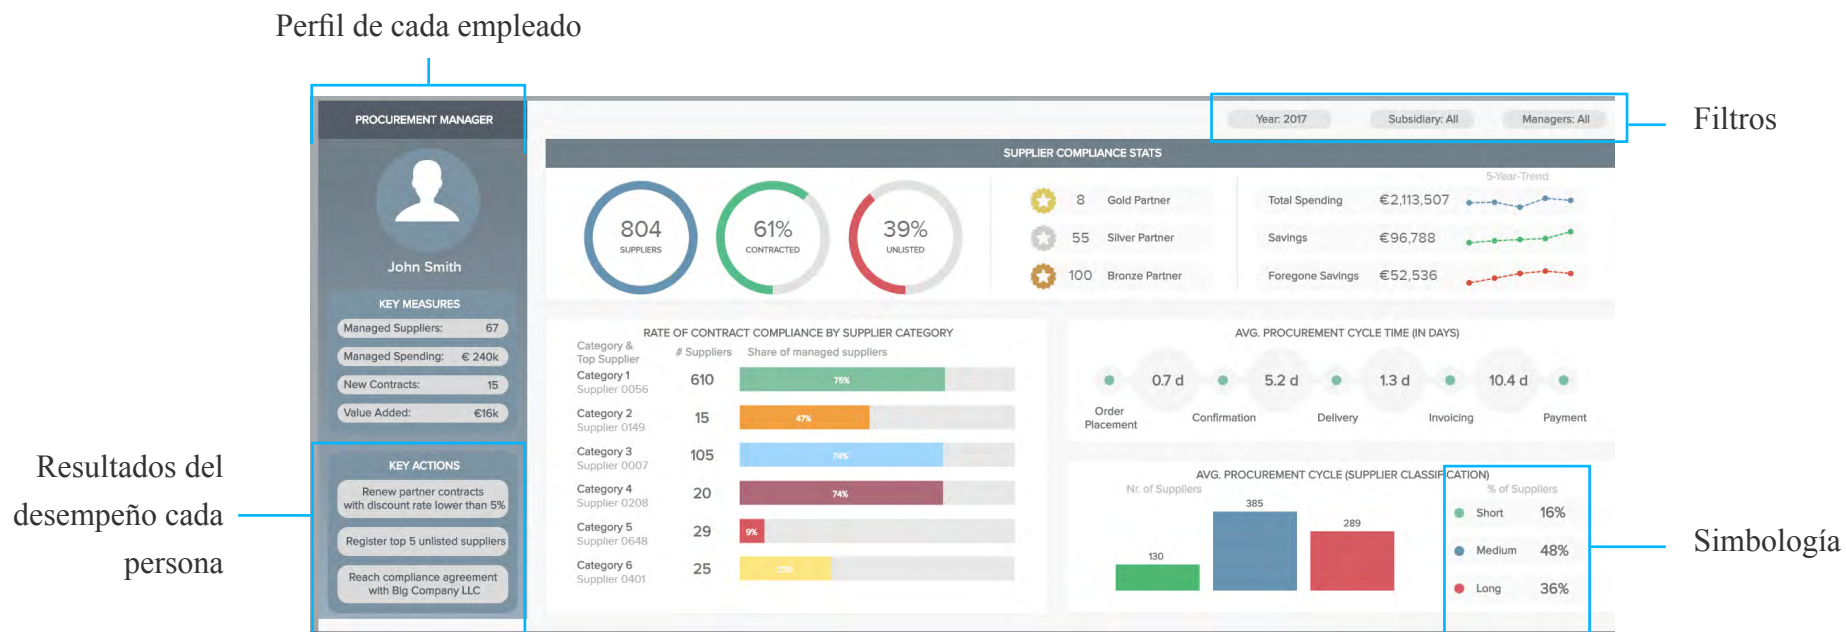 Perfil de cada empleado
Filtros
Resultados del
desempeño cada
persona
Simbología
PROCUREMENT MANAGER
John Smith
KEY MEASURES
Managed Suppliers: 67
Managed Spending: € 240k
New Contracts: 15
Value Added: €16k
KEY ACTIONS
Renew partner contracts
with discount rate lower than 5%
Register top 5 unlisted suppliers
Reach compliance agreement
with Big Company LLC
Year: 2017 Subsidiary: All Managers: All
SUPPLIER COMPLIANCE STATS
804
SUPPLIERS
61%
CONTRACTED
39%
UNLISTED
8 Gold Partner
55 Silver Partner
100 Bronze Partner
5-Year-Trend
Total Spending €2,113,507
Savings €96,788
Foregone Savings €52,536
RATE OF CONTRACT COMPLIANCE BY SUPPLIER CATEGORY
Category &
Top Supplier
# Suppliers
Share of managed suppliers
Category 1
Supplier 0056
610
75%
Category 2
Supplier 0149
15
47%
Category 3
Supplier 0007
105
Category 4
Supplier 0208
20
74%
Category 5
Supplier 0648
29
9%
Category 6
Supplier 0401
25
AVG. PROCUREMENT CYCLE TIME (IN DAYS)
0.7 d 5.2 d 1.3 d 10.4 d
Order
Placement
Confirmation Delivery Invoicing Payment
AVG. PROCUREMENT CYCLE (SUPPLIER CLASSIFICATION)
Nr. of Suppliers
130
385
289
% of Suppliers
Short 16%
Medium 48%
Long 36%